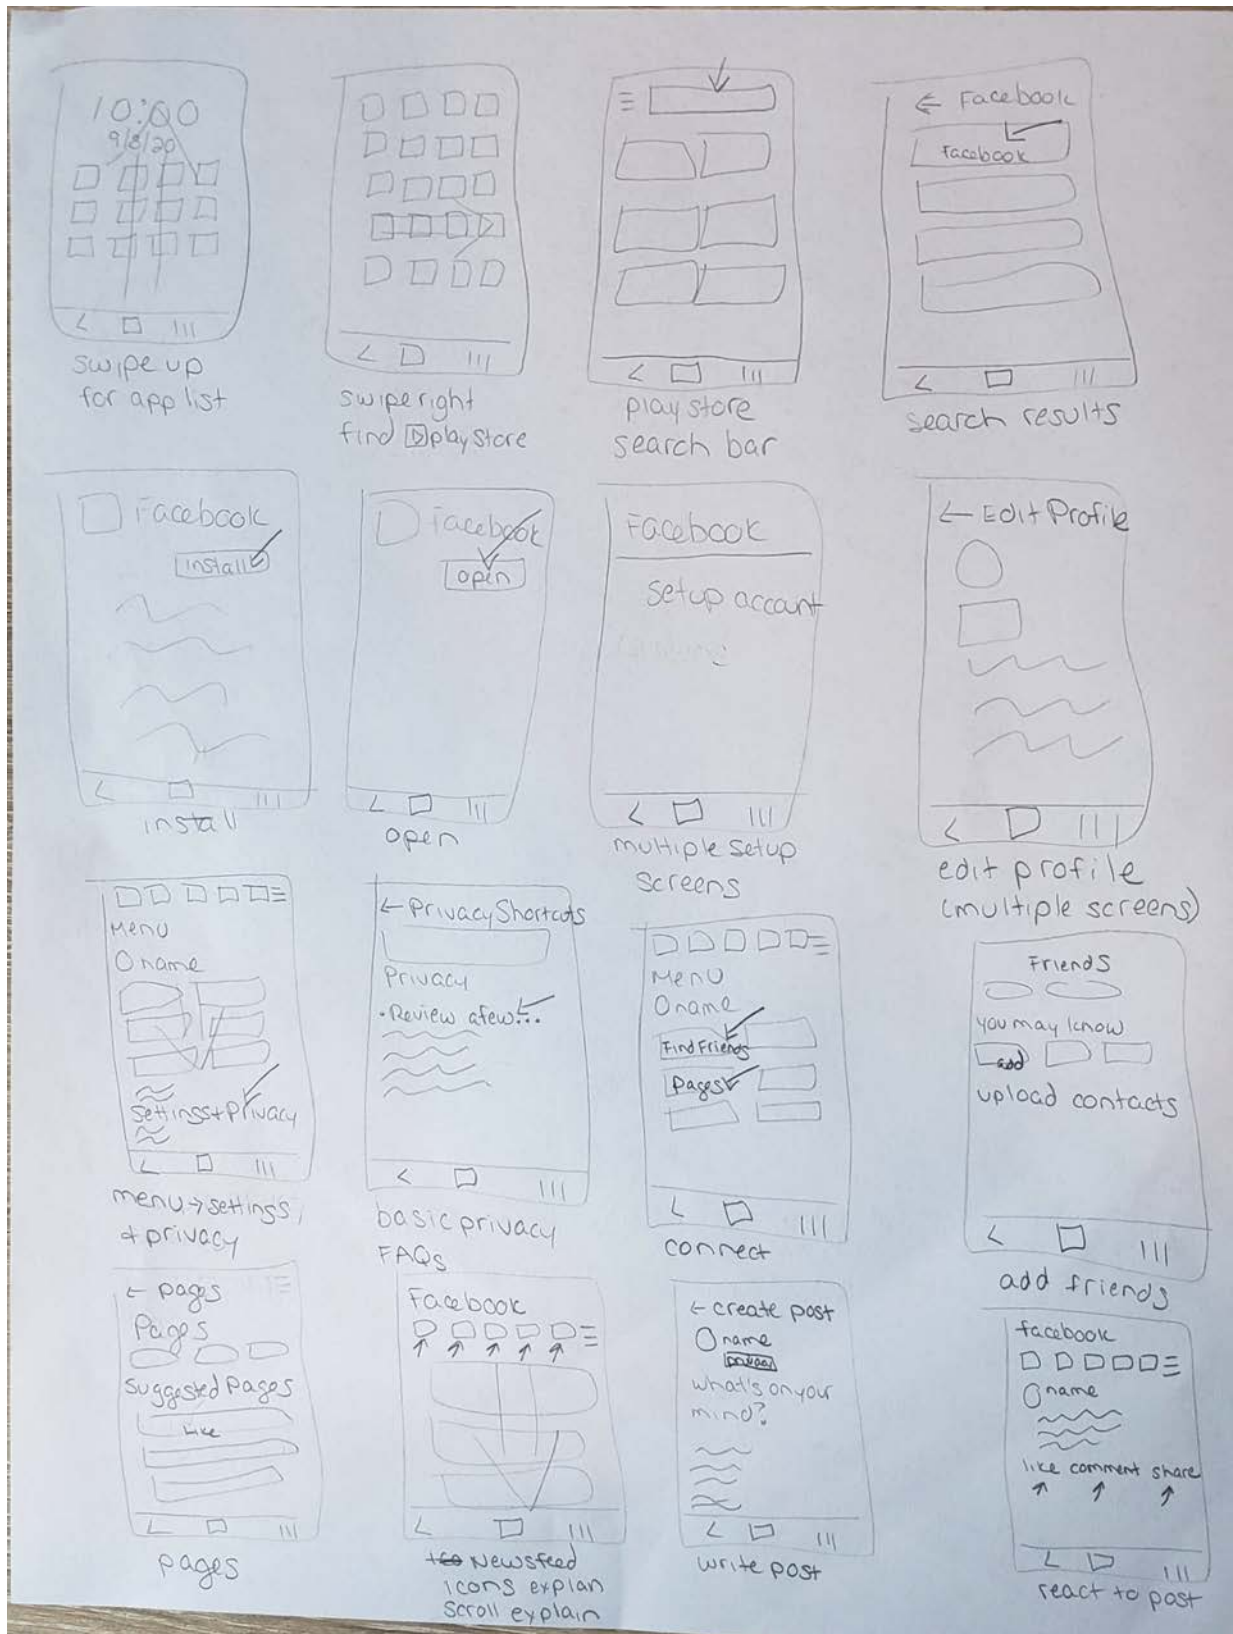 10:00
9/8/20
swipe up
for app list
swipe right
find play store
play store
search bar
← Facebook
Facebook
search results
Facebook
install
install
Facebook
open
open
Facebook
Setup account
multiple setup
screens
← Edit Profile
edit profile
(multiple screens)
Menu
O name
Settings + Privacy
menu → settings
+ privacy
← Privacy Shortcuts
Privacy
• Review a few...
basic privacy
FAQs
Menu
O name
Find Friends
Pages
connect
Friends
you may know
add
upload contacts
add friends
← pages
Pages
Suggested Pages
Like
pages
Facebook
Newsfeed
icons explan
scroll explain
← create post
O name
What's on your
mind?
write post
facebook
O name
like comment share
react to post